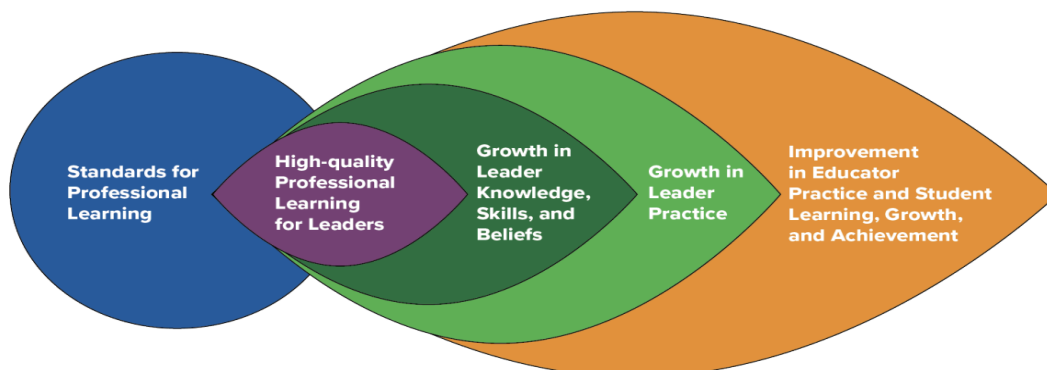 Standards for
Professional
Learning
High-quality
Professional
Learning
for Leaders
Growth in
Leader
Knowledge,
Skills, and
Beliefs
Growth in
Leader
Practice
Improvement
in Educator
Practice and Student
Learning, Growth,
and Achievement